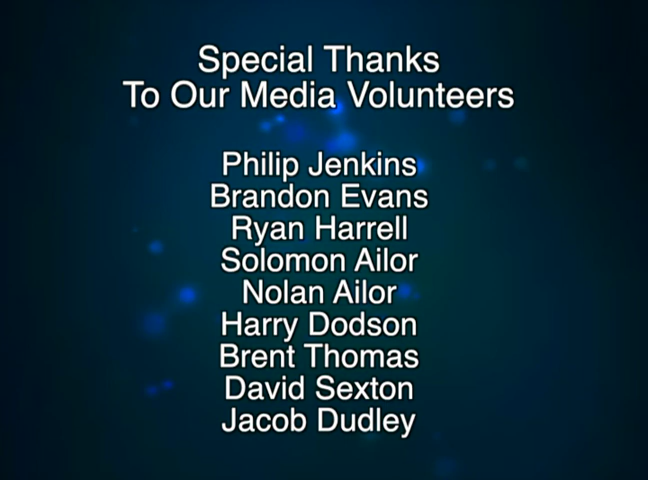 Special Thanks
To Our Media Volunteers
Philip Jenkins
Brandon Evans
Ryan Harrell
Solomon Ailor
Nolan Ailor
Harry Dodson
Brent Thomas
David Sexton
Jacob Dudley